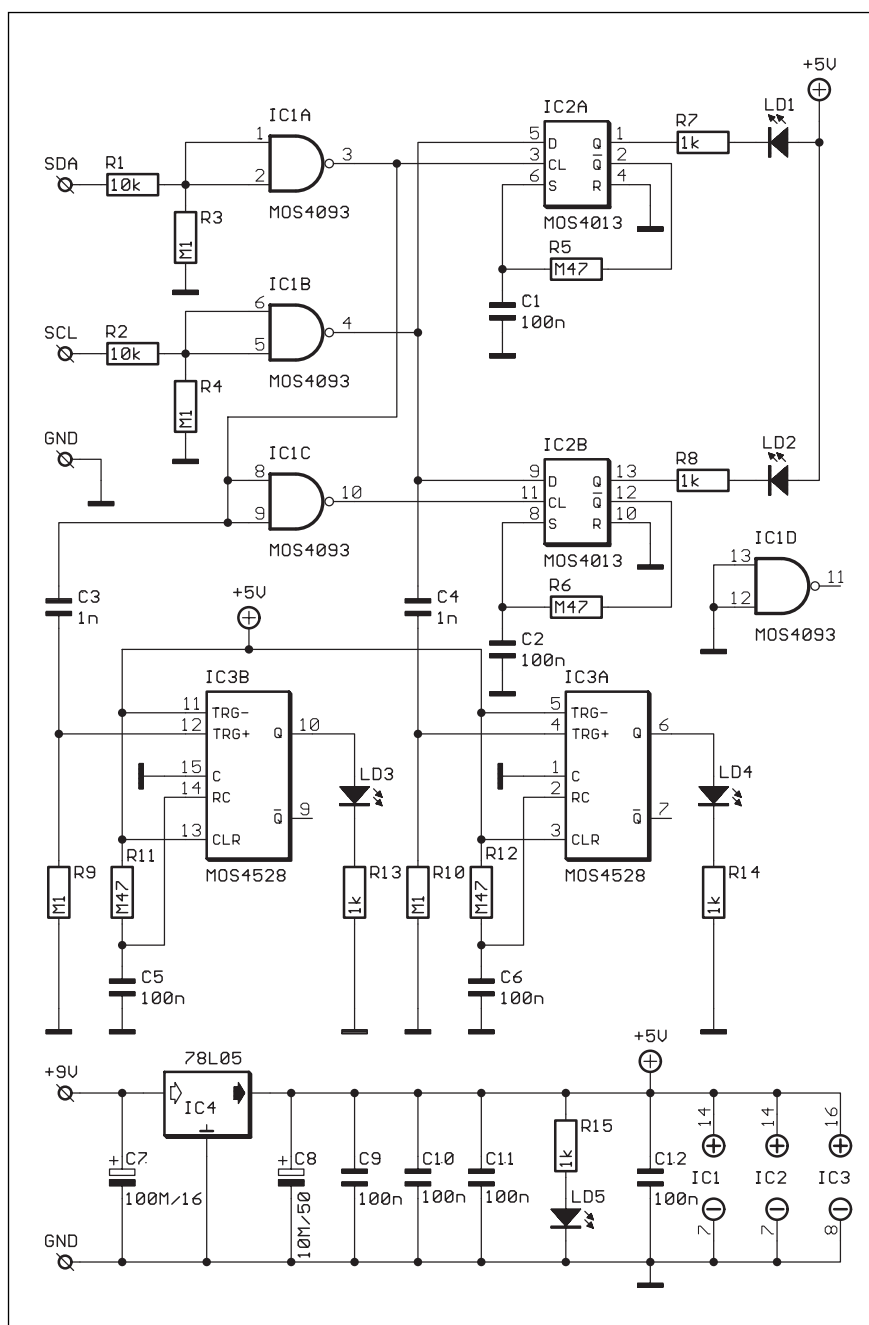 +5V
IC1A
IC2A
LD1
R7
1k
SDA
R1
10k
1
2
3
MOS4093
5
3
6
D
CL
S
Q
Q
R
1
2
4
MOS4013
R3
M1
R5
M47
C1
100n
IC1B
SCL
R2
10k
6
5
4
MOS4093
R4
M1
GND
IC1C
8
9
10
MOS4093
IC2B
9
11
8
D
CL
S
Q
Q
R
13
12
10
MOS4013
R8
1k
LD2
R6
M47
C2
100n
IC1D
13
12
11
MOS4093
C3
1n
C4
1n
+5V
IC3B
11
12
15
14
13
TRG-
TRG+
C
RC
CLR
Q
Q
10
9
MOS4528
LD3
R13
1k
R9
M1
R11
M47
C5
100n
IC3A
5
4
1
2
3
TRG-
TRG+
C
RC
CLR
Q
Q
6
7
MOS4528
LD4
R14
1k
R10
M1
R12
M47
C6
100n
+9V
78L05
IC4
+5V
+
C7
100M/16
+
C8
10M/50
C9
100n
C10
100n
C11
100n
R15
1k
LD5
C12
100n
14
14
16
IC1
IC2
IC3
7
7
8
GND